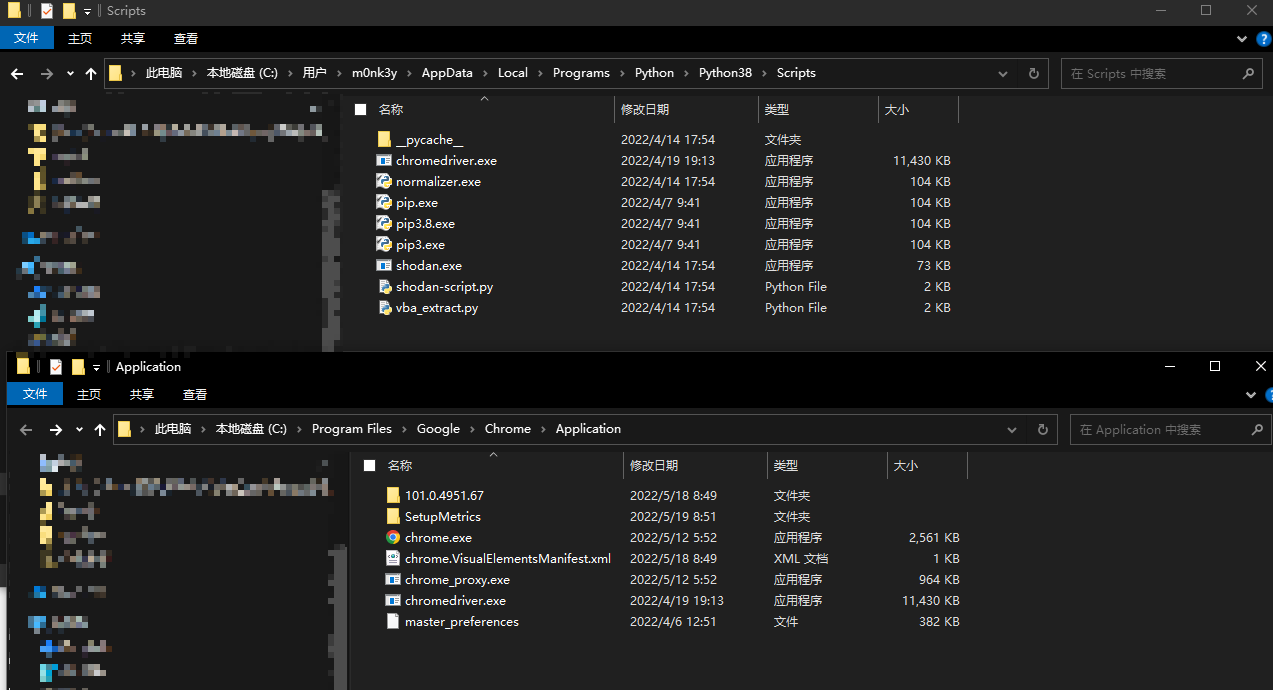 Scripts
文件 主页 共享 查看
此电脑 › 本地磁盘 (C:) › 用户 › m0nk3y › AppData › Local › Programs › Python › Python38 › Scripts
在 Scripts 中搜索
名称 修改日期 类型 大小
__pycache__ 2022/4/14 17:54 文件夹
chromedriver.exe 2022/4/19 19:13 应用程序 11,430 KB
normalizer.exe 2022/4/14 17:54 应用程序 104 KB
pip.exe 2022/4/7 9:41 应用程序 104 KB
pip3.8.exe 2022/4/7 9:41 应用程序 104 KB
pip3.exe 2022/4/7 9:41 应用程序 104 KB
shodan.exe 2022/4/14 17:54 应用程序 73 KB
shodan-script.py 2022/4/14 17:54 Python File 2 KB
vba_extract.py 2022/4/14 17:54 Python File 2 KB
Application
文件 主页 共享 查看
此电脑 › 本地磁盘 (C:) › Program Files › Google › Chrome › Application
在 Application 中搜索
名称 修改日期 类型 大小
101.0.4951.67 2022/5/18 8:49 文件夹
SetupMetrics 2022/5/19 8:51 文件夹
chrome.exe 2022/5/12 5:52 应用程序 2,561 KB
chrome.VisualElementsManifest.xml 2022/5/18 8:49 XML 文档 1 KB
chrome_proxy.exe 2022/5/12 5:52 应用程序 964 KB
chromedriver.exe 2022/4/19 19:13 应用程序 11,430 KB
master_preferences 2022/4/6 12:51 文件 382 KB